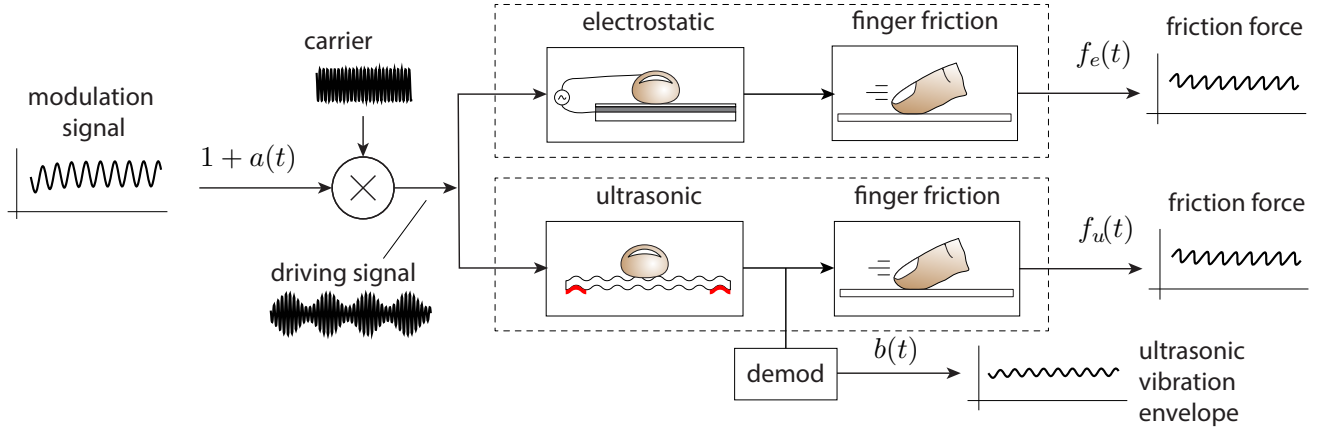 modulation
signal
1 + a(t)
carrier
driving signal
electrostatic
finger friction
f_e(t)
friction force
ultrasonic
finger friction
f_u(t)
friction force
demod
b(t)
ultrasonic
vibration
envelope